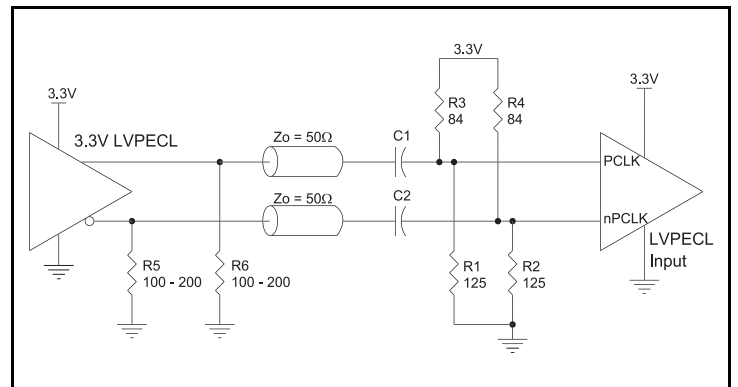 3.3V
3.3V LVPECL
Zo = 50Ω
Zo = 50Ω
C1
C2
3.3V
R3
84
R4
84
3.3V
PCLK
nPCLK
LVPECL
Input
R5
100 - 200
R6
100 - 200
R1
125
R2
125